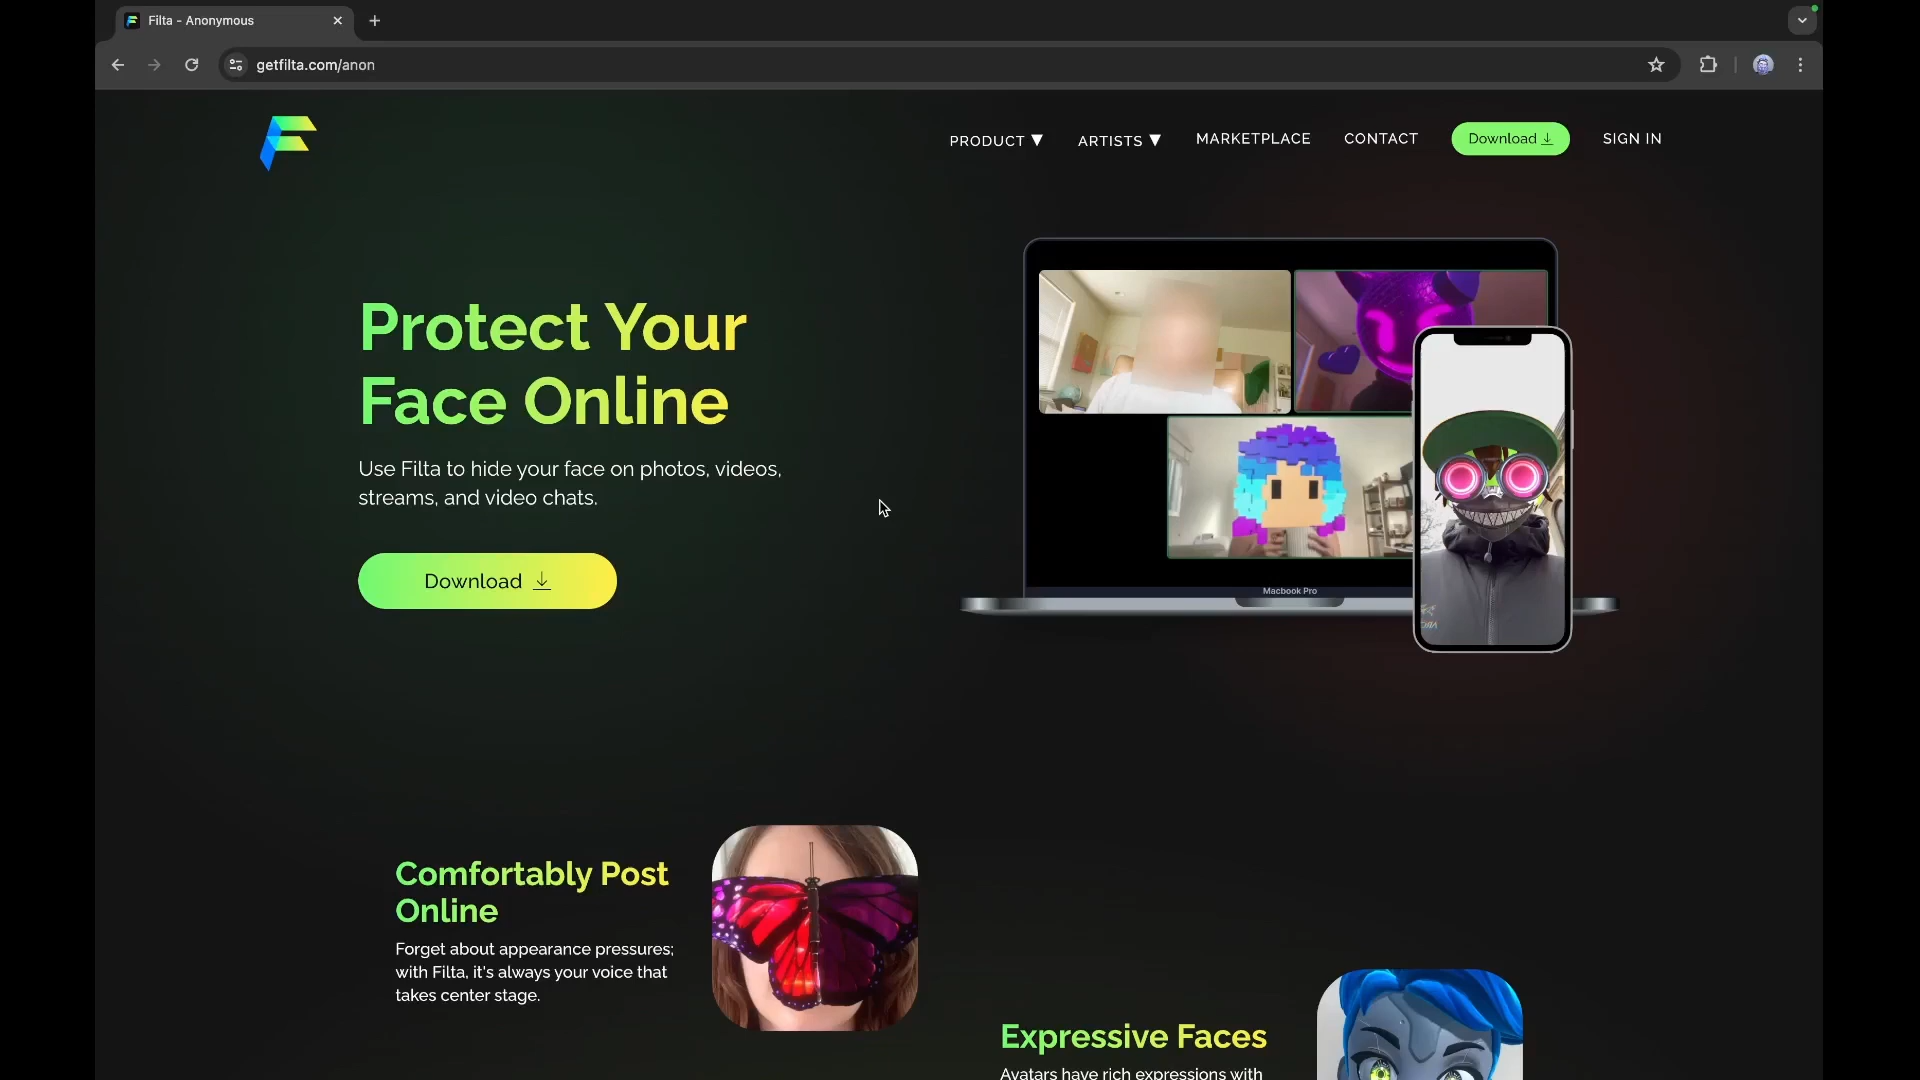 Filta - Anonymous
getfilta.com/anon
PRODUCT ▼
ARTISTS ▼
MARKETPLACE
CONTACT
Download
SIGN IN
Protect Your
Face Online
Use Filta to hide your face on photos, videos,
streams, and video chats.
Download
Macbook Pro
Comfortably Post
Online
Forget about appearance pressures;
with Filta, it's always your voice that
takes center stage.
Expressive Faces
Avatars have rich expressions with